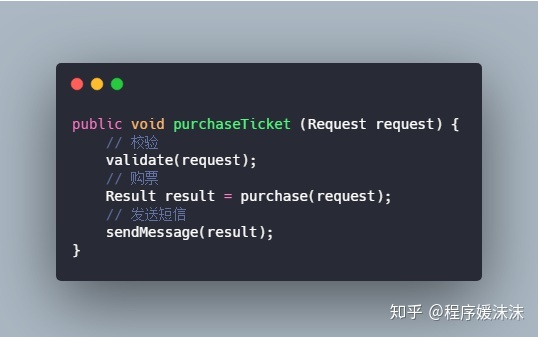 public void purchaseTicket (Request request) {
    // 校验
    validate(request);
    // 购票
    Result result = purchase(request);
    // 发送短信
    sendMessage(result);
}
知乎 @程序媛沫沫